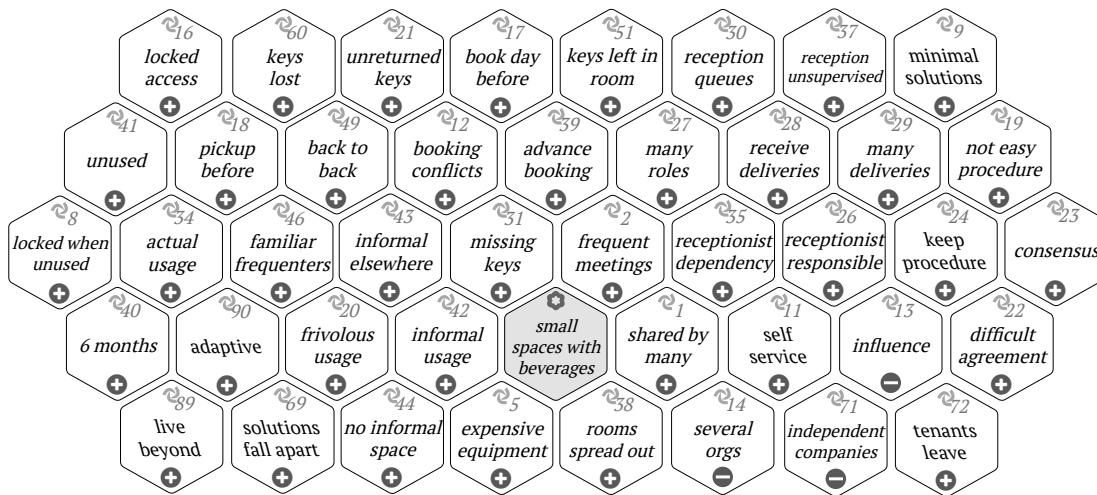 16
locked
access
60
keys
lost
21
unreturned
keys
17
book day
before
51
keys left in
room
30
reception
queues
37
reception
unsupervised
9
minimal
solutions
41
unused
18
pickup
before
49
back to
back
12
booking
conflicts
39
advance
booking
27
many
roles
28
receive
deliveries
29
many
deliveries
19
not easy
procedure
8
locked when
unused
34
actual
usage
46
familiar
frequenters
43
informal
elsewhere
31
missing
keys
2
frequent
meetings
35
receptionist
dependency
26
receptionist
responsible
24
keep
procedure
23
consensus
40
6 months
90
adaptive
20
frivolous
usage
42
informal
usage
small
spaces with
beverages
1
shared by
many
11
self
service
13
influence
22
difficult
agreement
89
live
beyond
69
solutions
fall apart
44
no informal
space
5
expensive
equipment
38
rooms
spread out
14
several
orgs
71
independent
companies
72
tenants
leave